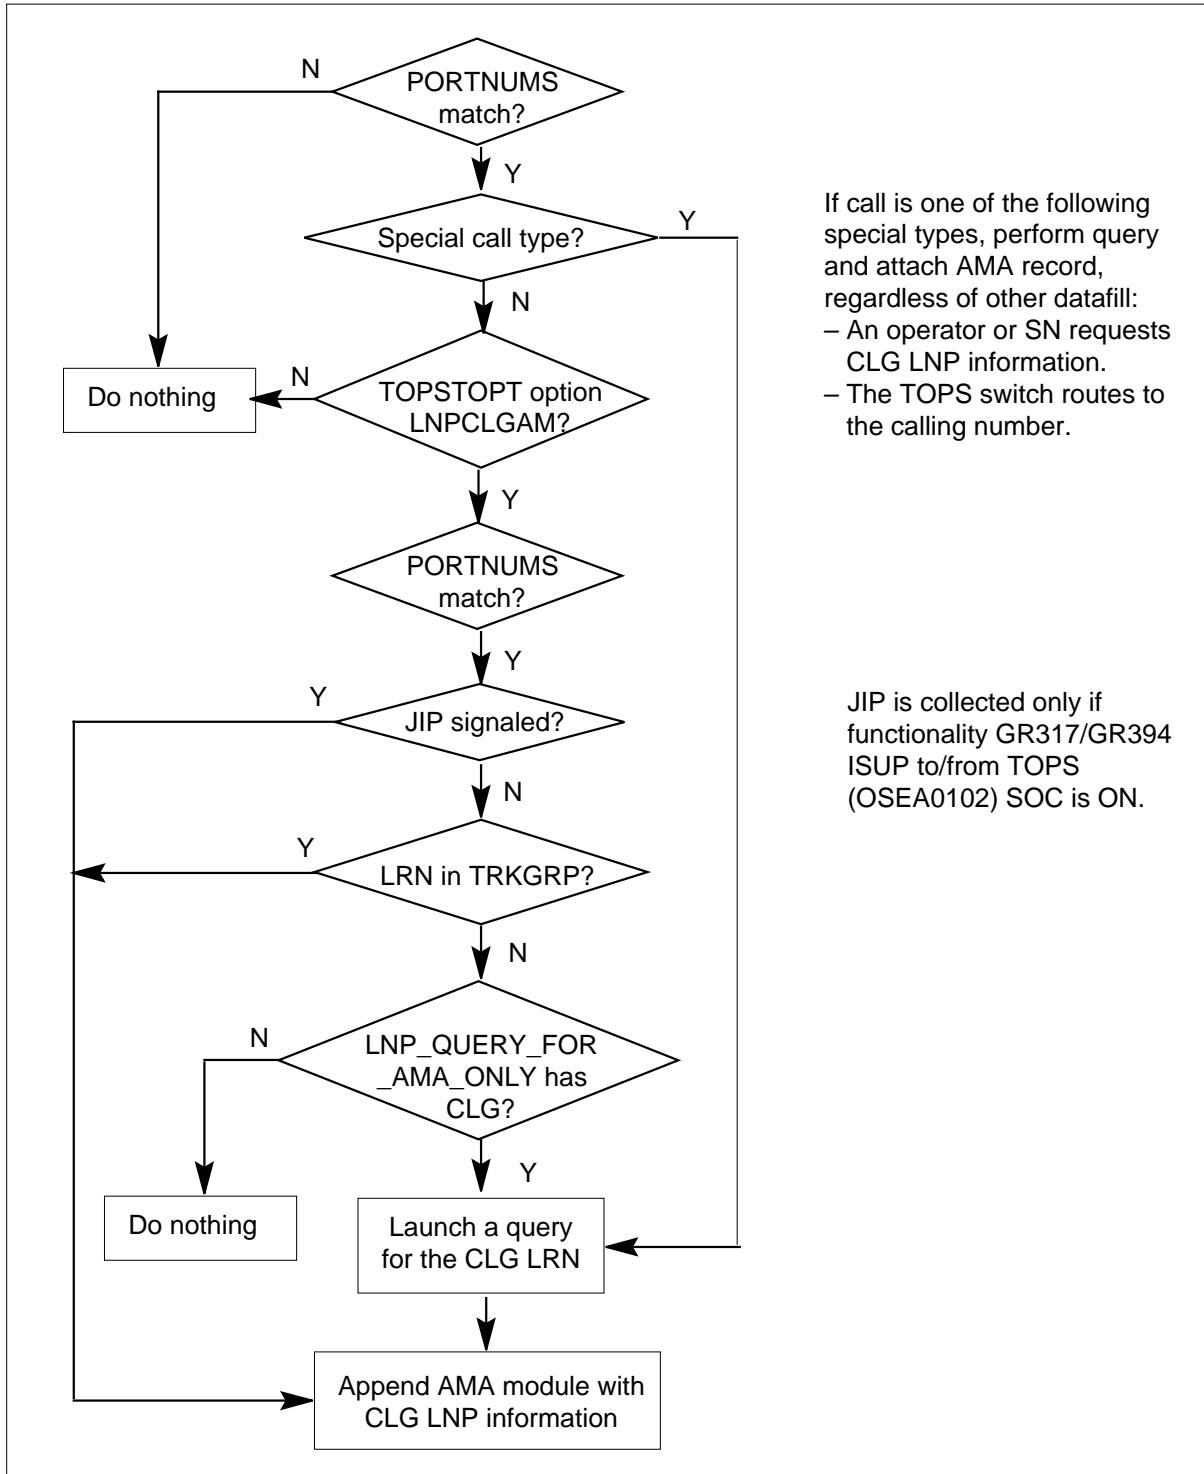 N
PORTNUMS
match?
Y
Special call type?
Y
N
If call is one of the following
special types, perform query
and attach AMA record,
regardless of other datafill:
– An operator or SN requests
CLG LNP information.
– The TOPS switch routes to
the calling number.
Do nothing
N
TOPSTOPT option
LNPCLGAM?
Y
PORTNUMS
match?
Y
Y
JIP signaled?
N
JIP is collected only if
functionality GR317/GR394
ISUP to/from TOPS
(OSEA0102) SOC is ON.
Y
LRN in TRKGRP?
N
N
LNP_QUERY_FOR
_AMA_ONLY has
CLG?
Y
Do nothing
Launch a query
for the CLG LRN
Append AMA module with
CLG LNP information